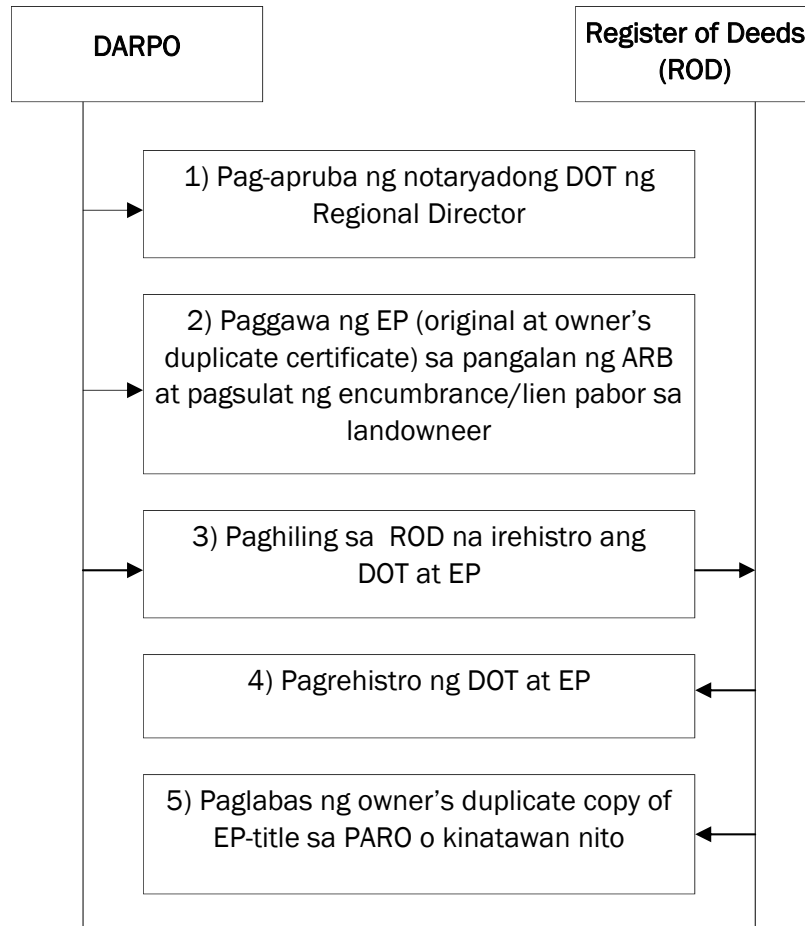 DARPO
Register of Deeds
(ROD)
1) Pag-apruba ng notaryadong DOT ng
Regional Director
2) Paggawa ng EP (original at owner’s
duplicate certificate) sa pangalan ng ARB
at pagsulat ng encumbrance/lien pabor sa
landowneer
3) Paghiling sa ROD na irehistro ang
DOT at EP
4) Pagrehistro ng DOT at EP
5) Paglabas ng owner’s duplicate copy of
EP-title sa PARO o kinatawan nito